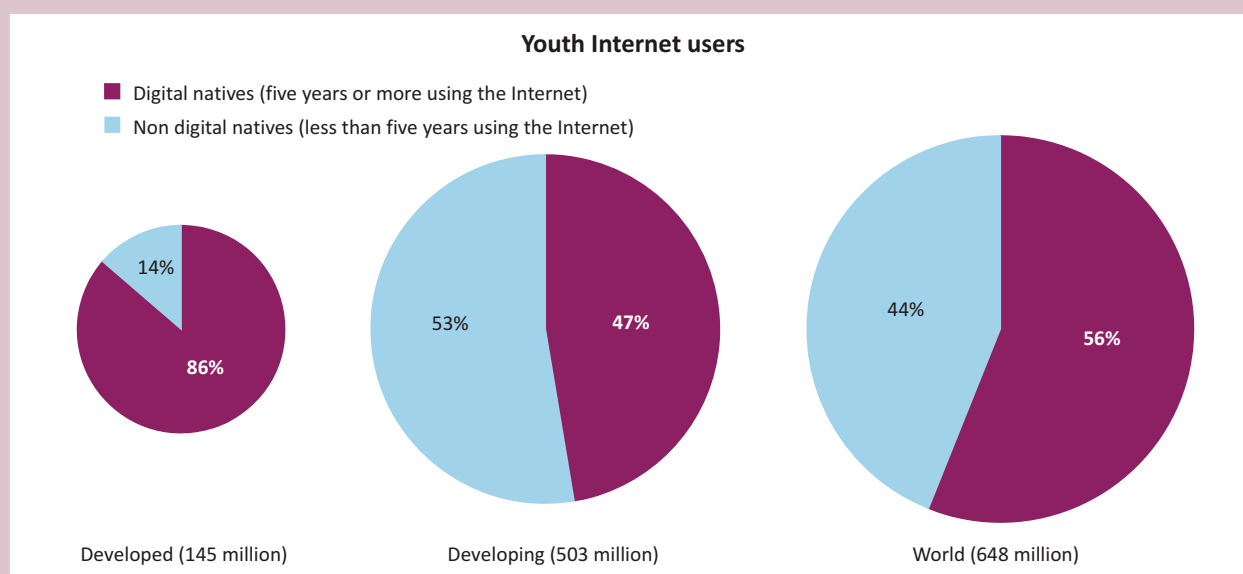 Youth Internet users
Digital natives (five years or more using the Internet)
Non digital natives (less than five years using the Internet)
14%
86%
53%
47%
44%
56%
Developed (145 million)
Developing (503 million)
World (648 million)